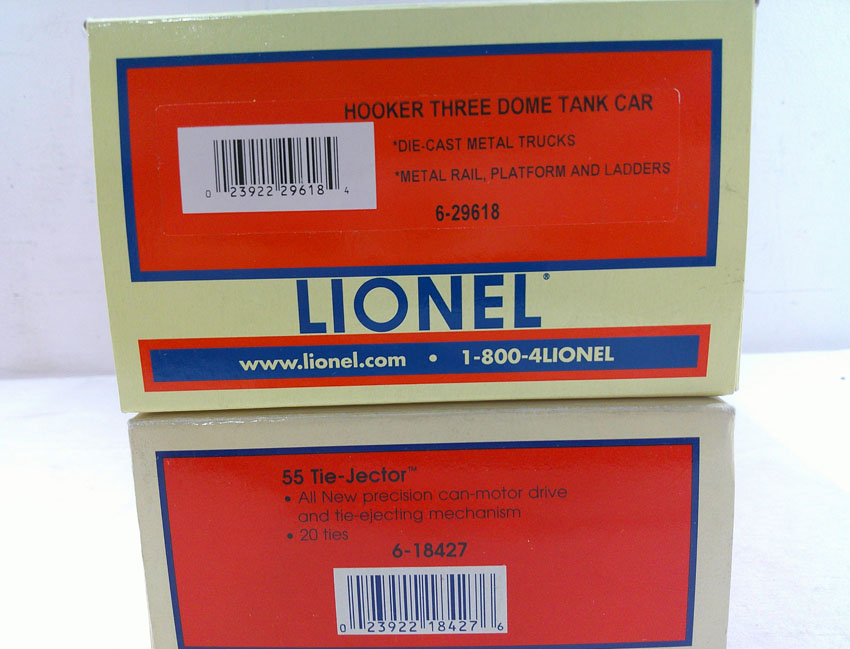 HOOKER THREE DOME TANK CAR
*DIE-CAST METAL TRUCKS
*METAL RAIL, PLATFORM AND LADDERS
0 23922 29618 4
6-29618
LIONEL®
www.lionel.com • 1-800-4LIONEL
55 Tie-Jector™
• All New precision can-motor drive
and tie-ejecting mechanism
• 20 ties
6-18427
0 23922 18427 6